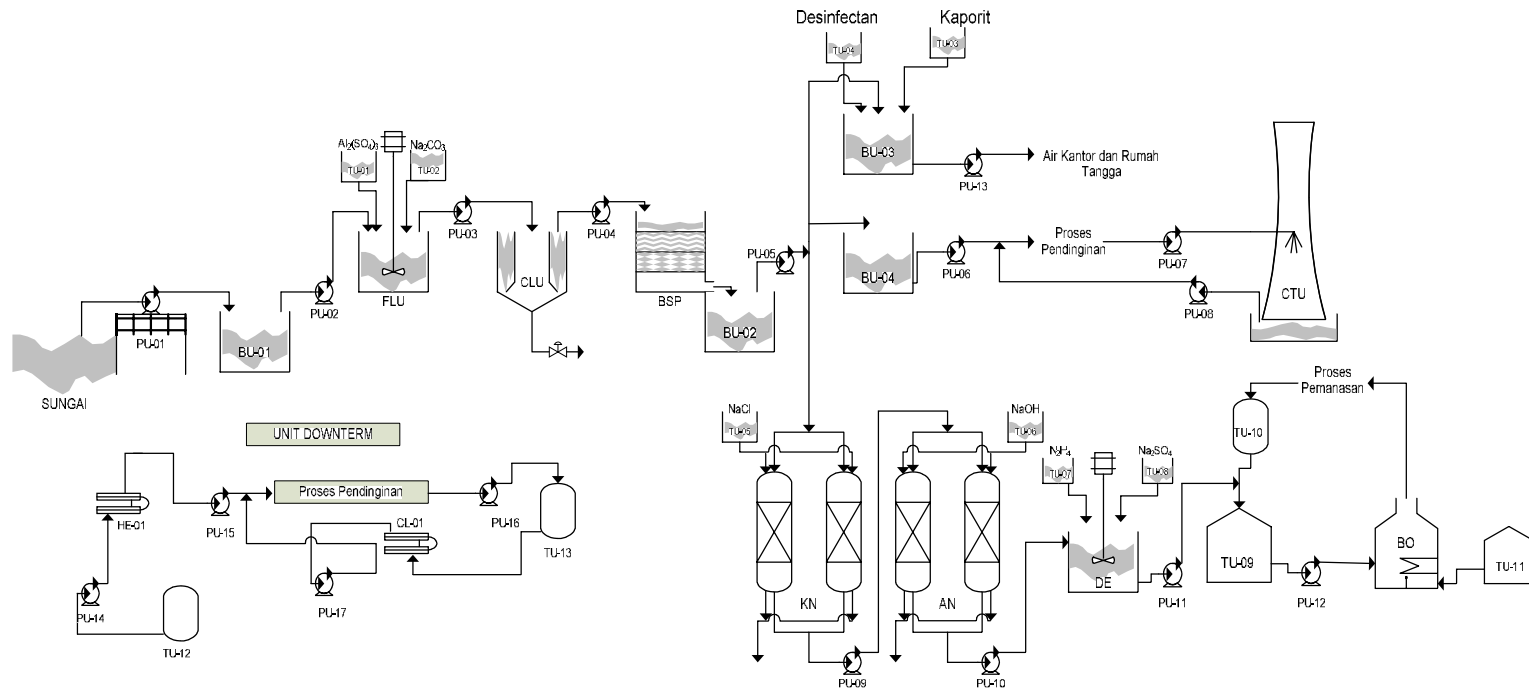 Desinfectan
Kaporit
TU-04
TU-03
Al2(SO4)3
Na2CO3
TU-01
TU-02
BU-03
PU-13
Air Kantor dan Rumah
Tangga
PU-03
PU-04
PU-05
BU-04
PU-06
Proses
Pendinginan
PU-07
CTU
PU-08
PU-01
BU-01
PU-02
FLU
CLU
BSP
BU-02
SUNGAI
UNIT DOWNTERM
Proses Pendinginan
HE-01
PU-15
CL-01
PU-16
TU-13
PU-17
PU-14
TU-12
NaCl
TU-05
NaOH
TU-06
N2H4
TU-07
Na2SO4
TU-08
Proses
Pemanasan
TU-10
KN
AN
DE
PU-09
PU-10
PU-11
TU-09
PU-12
BO
TU-11